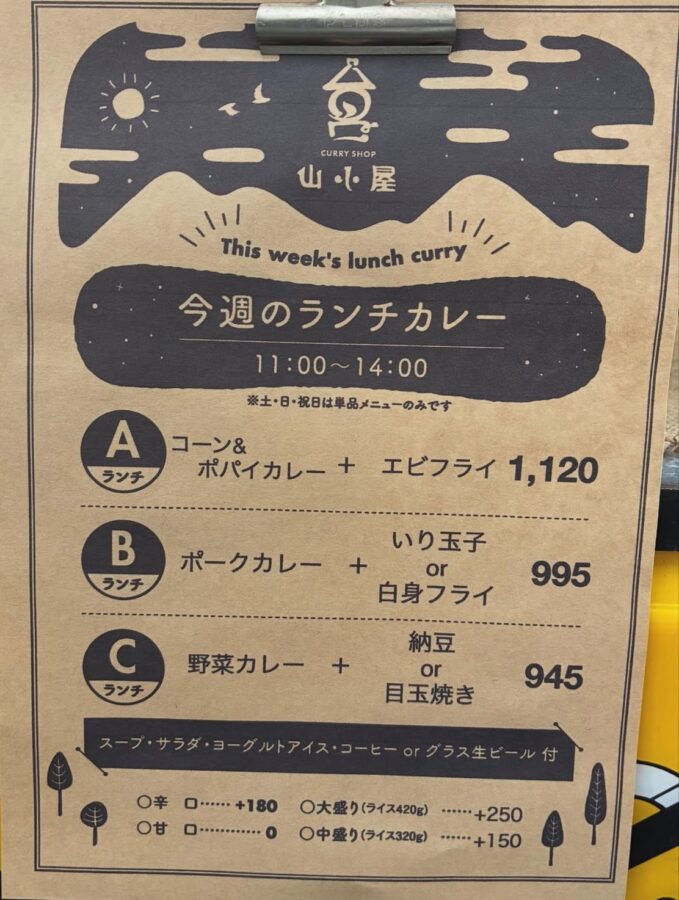 CURRY SHOP
山小屋
This week's lunch curry
今週のランチカレー
11:00～14:00
※土・日・祝日は単品メニューのみです
A
ランチ
コーン&
ポパイカレー + エビフライ 1,120
B
ランチ
ポークカレー +
いり玉子
or
白身フライ
995
C
ランチ
野菜カレー +
納豆
or
目玉焼き
945
スープ・サラダ・ヨーグルトアイス・コーヒー or グラス生ビール 付
○辛 口……+180
○甘 口…………0
○大盛り(ライス420g) ……+250
○中盛り(ライス320g) ……+150